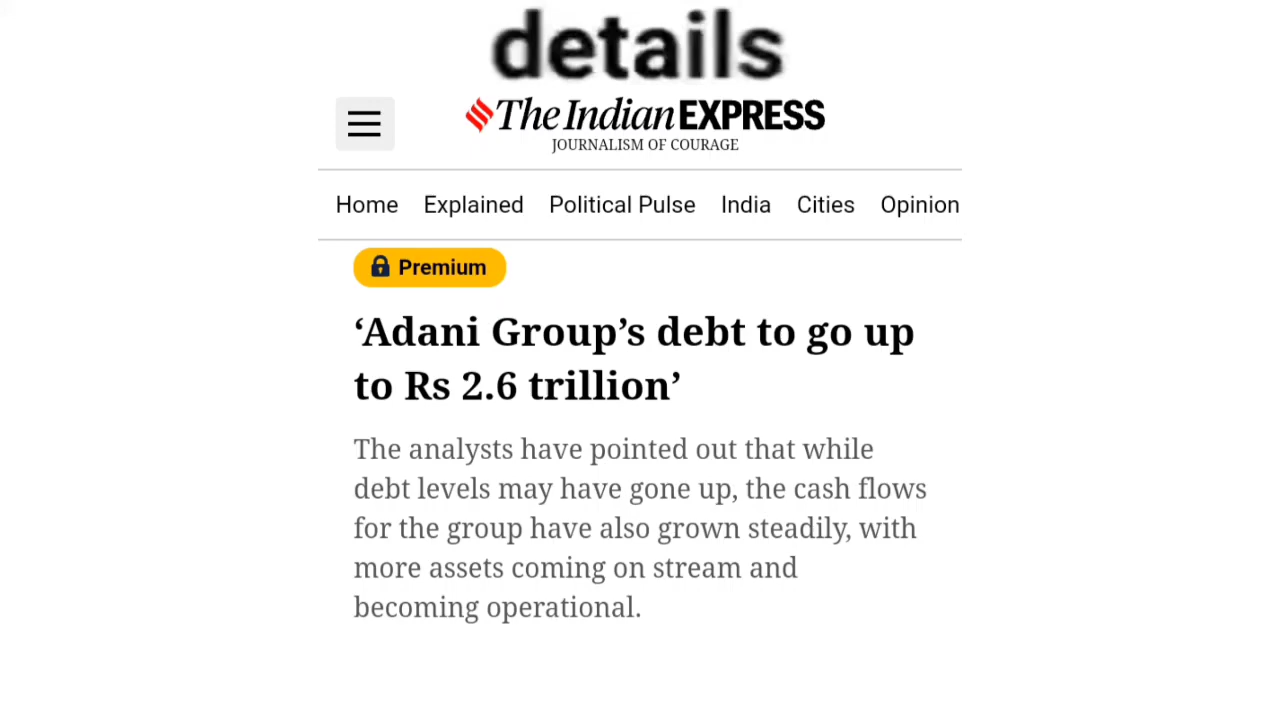 details
The Indian EXPRESS
JOURNALISM OF COURAGE
Home Explained Political Pulse India Cities Opinion
Premium
‘Adani Group’s debt to go up
to Rs 2.6 trillion’
The analysts have pointed out that while
debt levels may have gone up, the cash flows
for the group have also grown steadily, with
more assets coming on stream and
becoming operational.